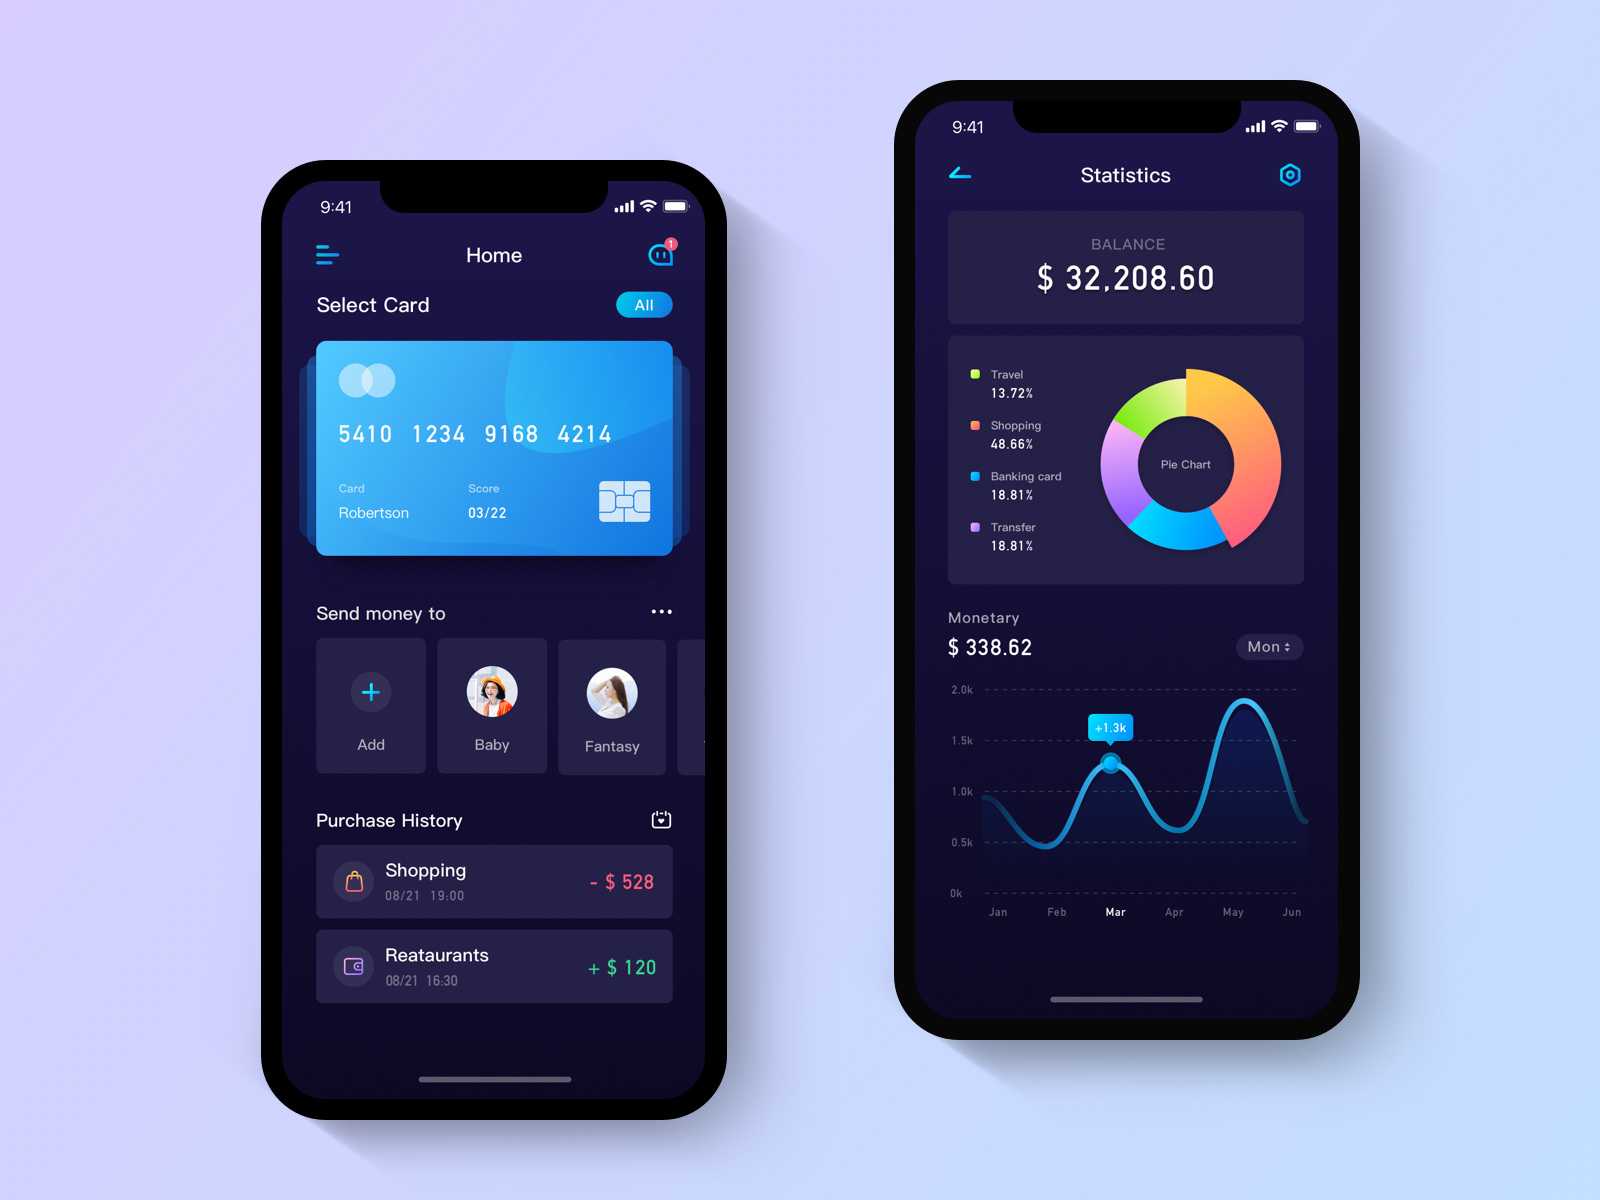 9:41
Home
1
Select Card
All
5410 1234 9168 4214
Card
Score
Robertson
03/22
Send money to
Add
Baby
Fantasy
Purchase History
Shopping
08/21 19:00
- $ 528
Reataurants
08/21 16:30
+ $ 120
9:41
Statistics
BALANCE
$ 32,208.60
Travel
13.72%
Shopping
48.66%
Banking card
18.81%
Transfer
18.81%
Pie Chart
Monetary
$ 338.62
Mon
2.0k
+1.3k
1.5k
1.0k
0.5k
0k
Jan Feb Mar Apr May Jun